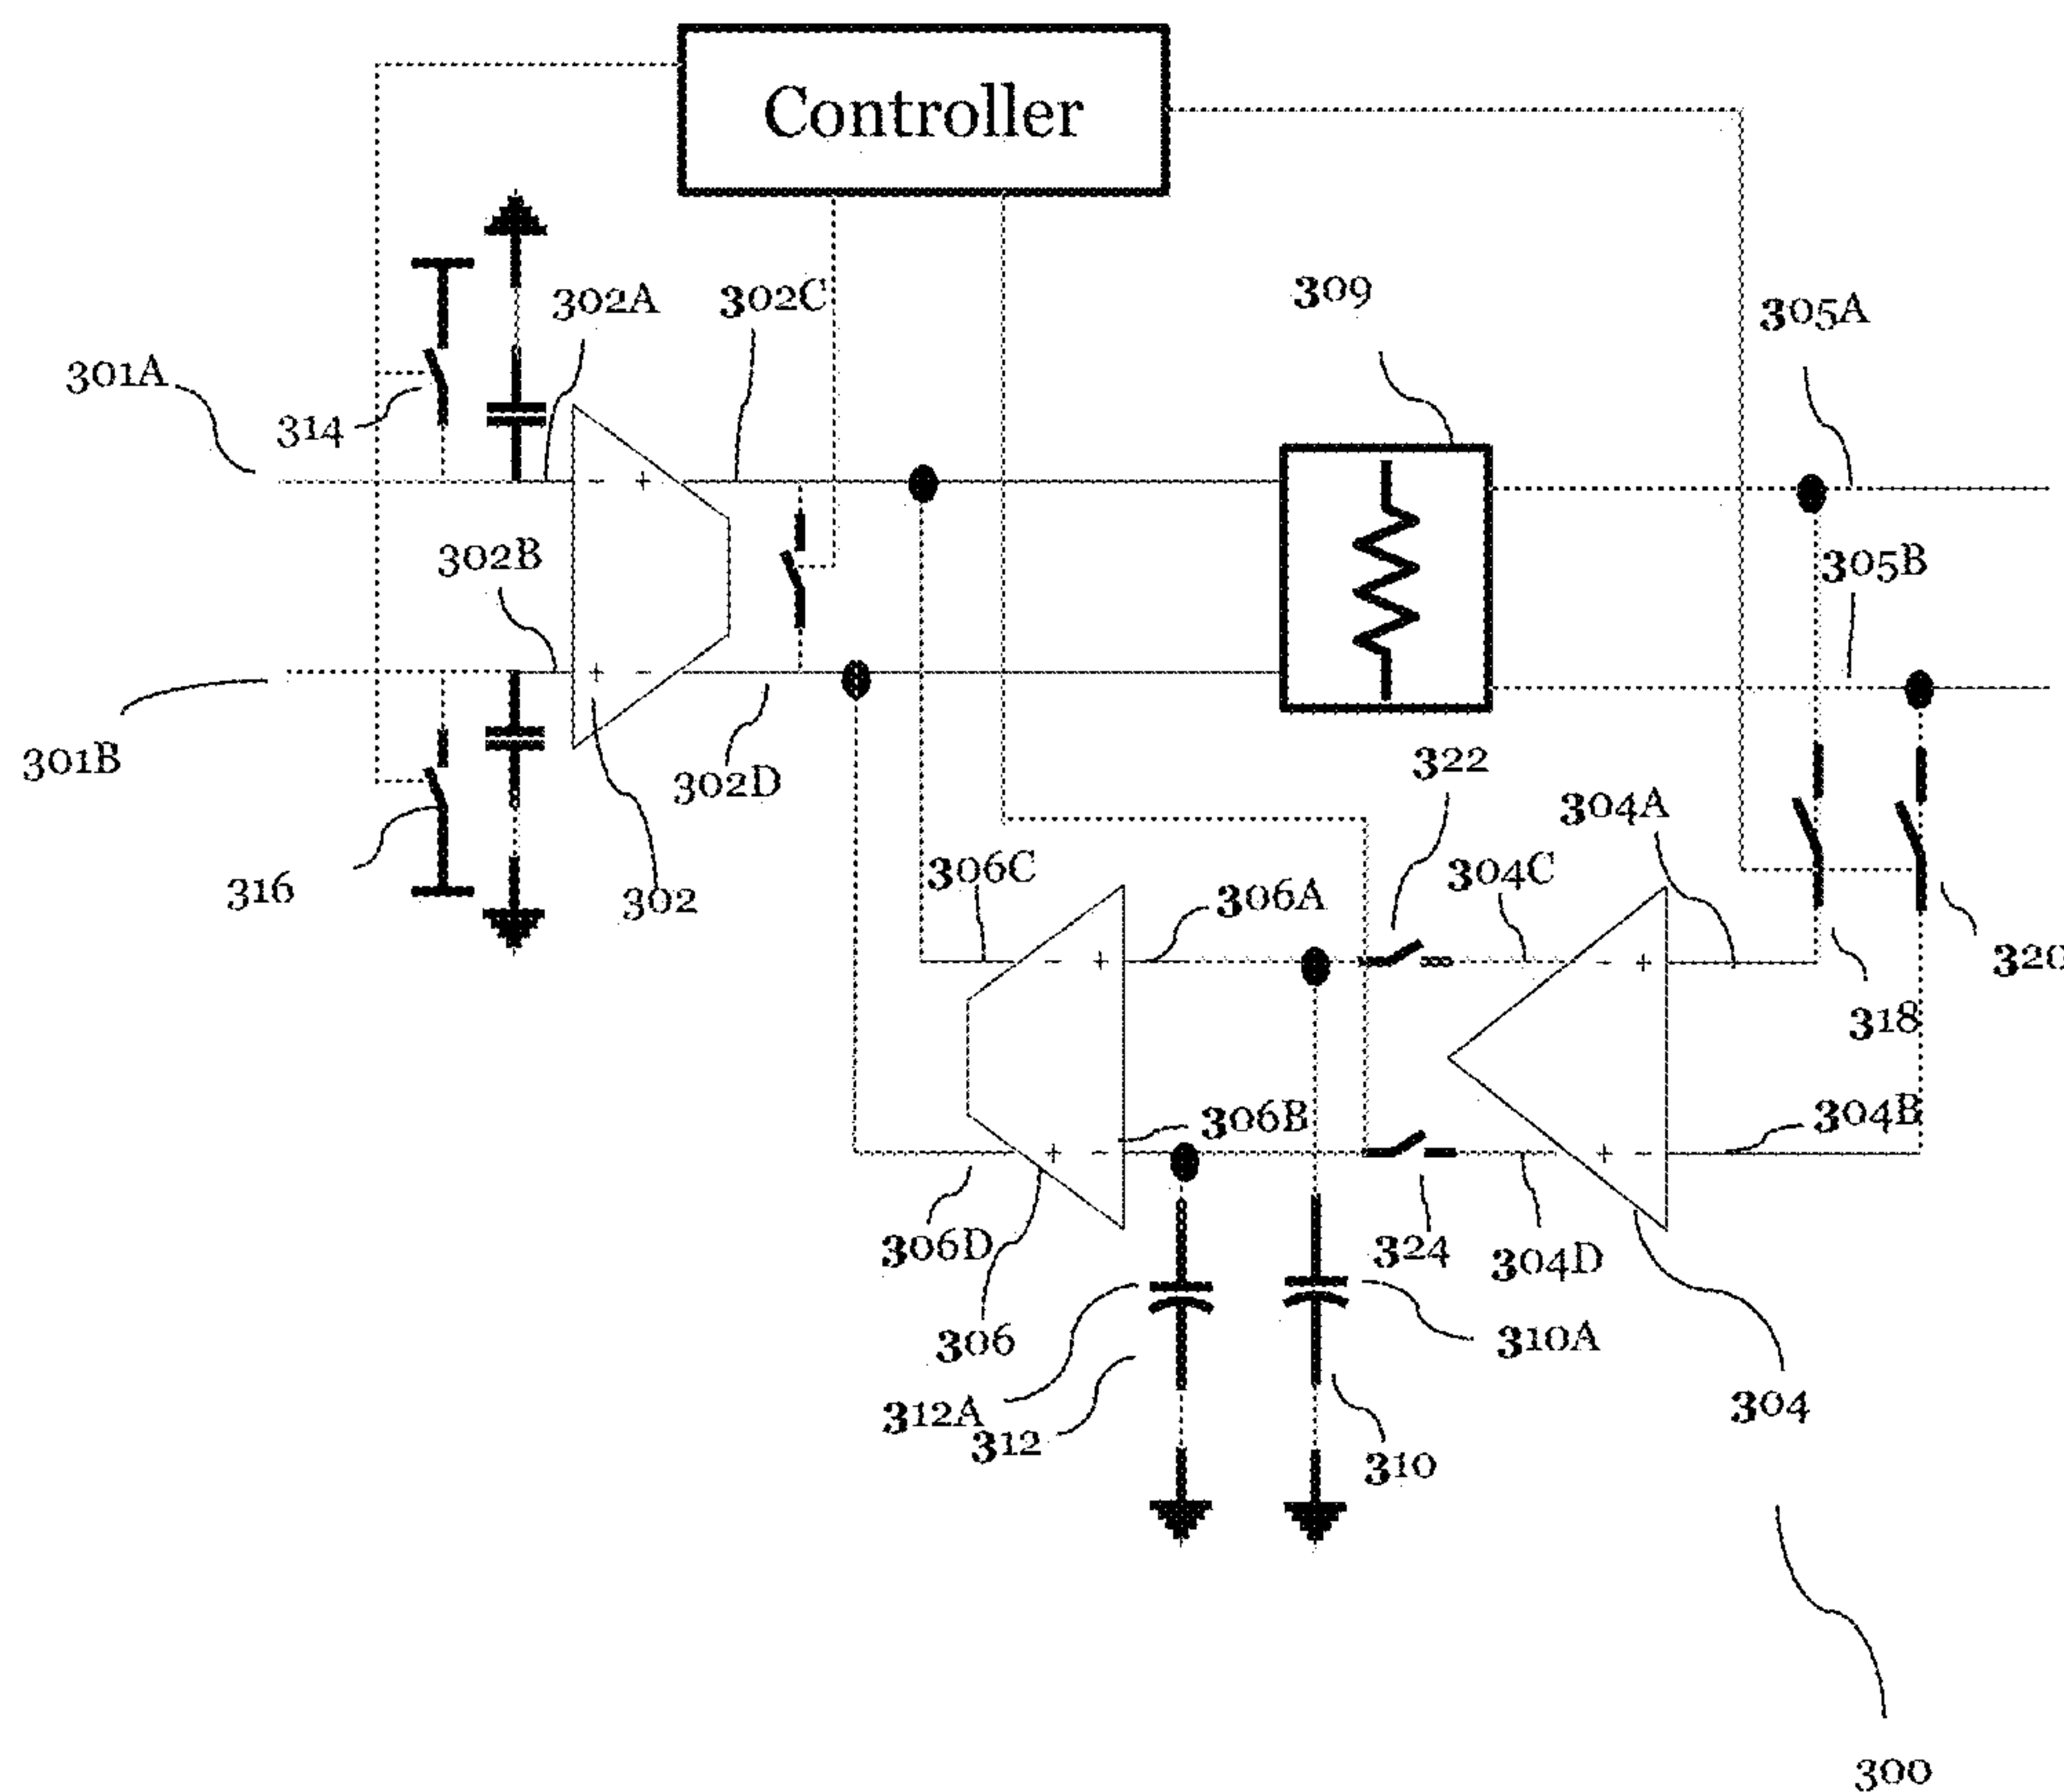 Controller
309
302A
302C
305A
301A
314
302B
305B
301B
302D
322
316
302
306C
306A
304C
304A
320
318
306B
304B
306D
324
304D
306
310A
312A
312
304
310
300
- +
+ -
- +
+ -
- +
+ -